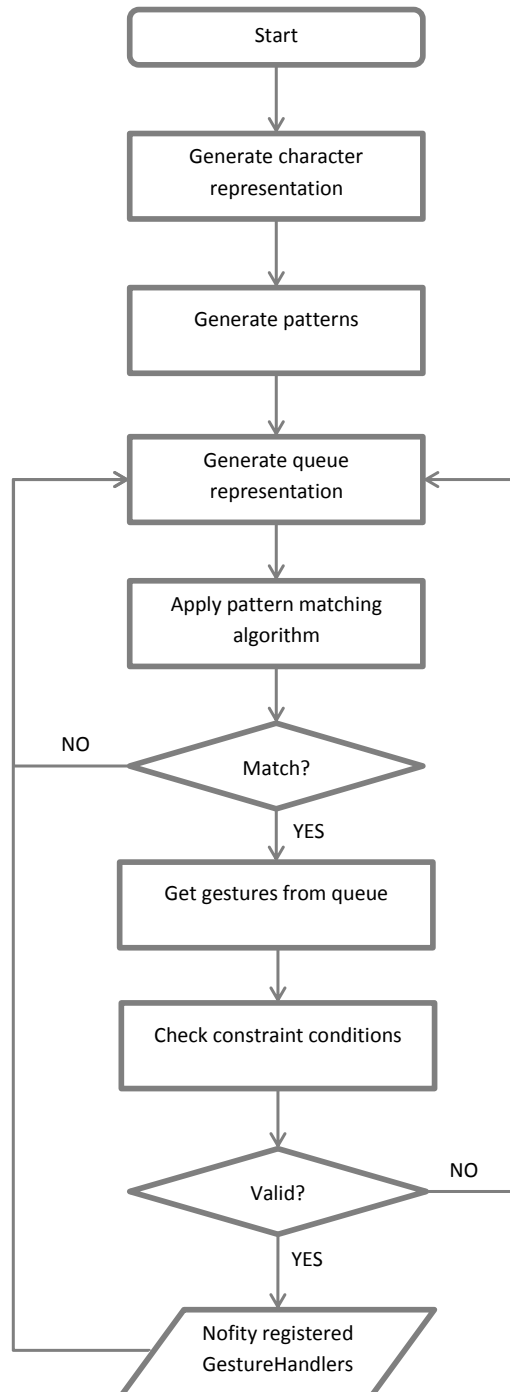 Start
Generate character
representation
Generate patterns
Generate queue
representation
Apply pattern matching
algorithm
NO
Match?
YES
Get gestures from queue
Check constraint conditions
NO
Valid?
YES
Nofity registered
GestureHandlers